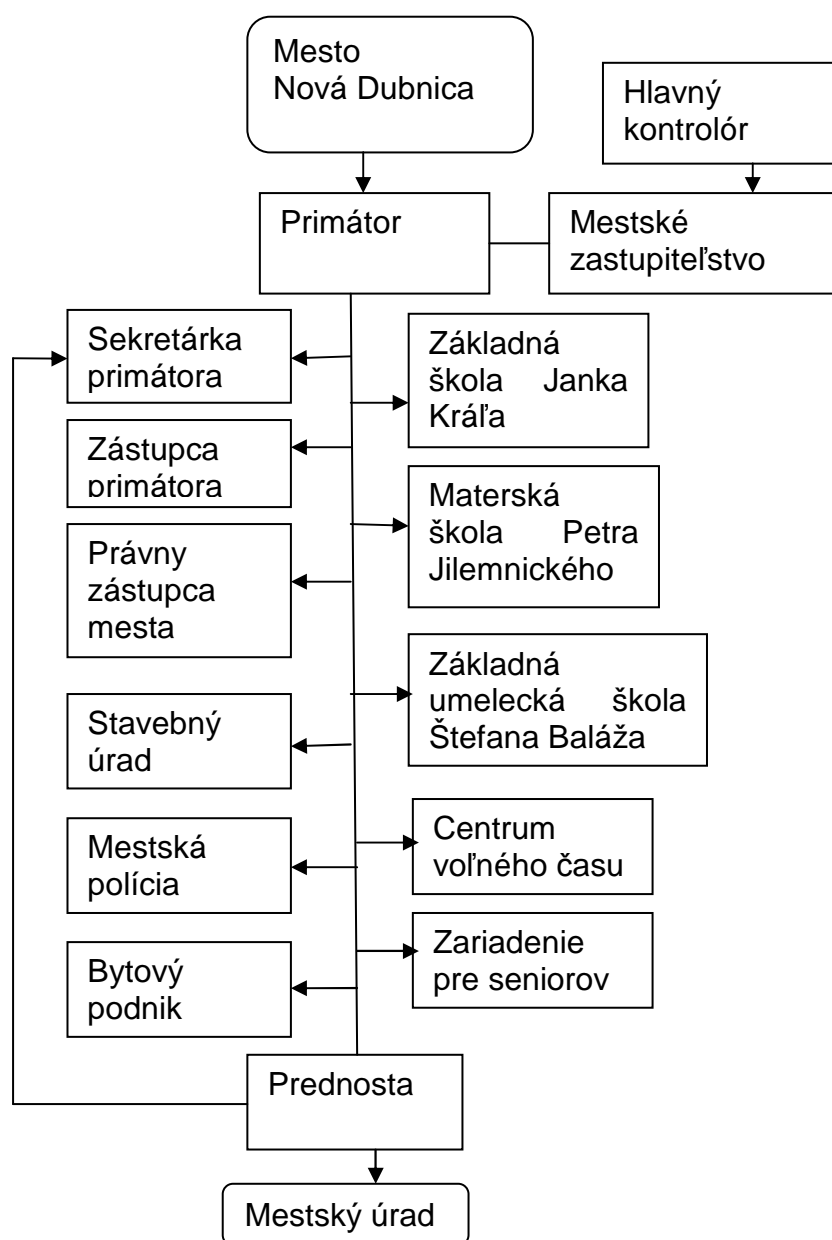 Mesto
Nová Dubnica
Hlavný
kontrolór
Primátor
Mestské
zastupiteľstvo
Sekretárka
primátora
Základná
škola Janka
Kráľa
Zástupca
primátora
Materská
škola Petra
Jilemnického
Právny
zástupca
mesta
Základná
umelecká škola
Štefana Baláža
Stavebný
úrad
Centrum
voľného času
Mestská
polícia
Zariadenie
pre seniorov
Bytový
podnik
Prednosta
Mestský úrad